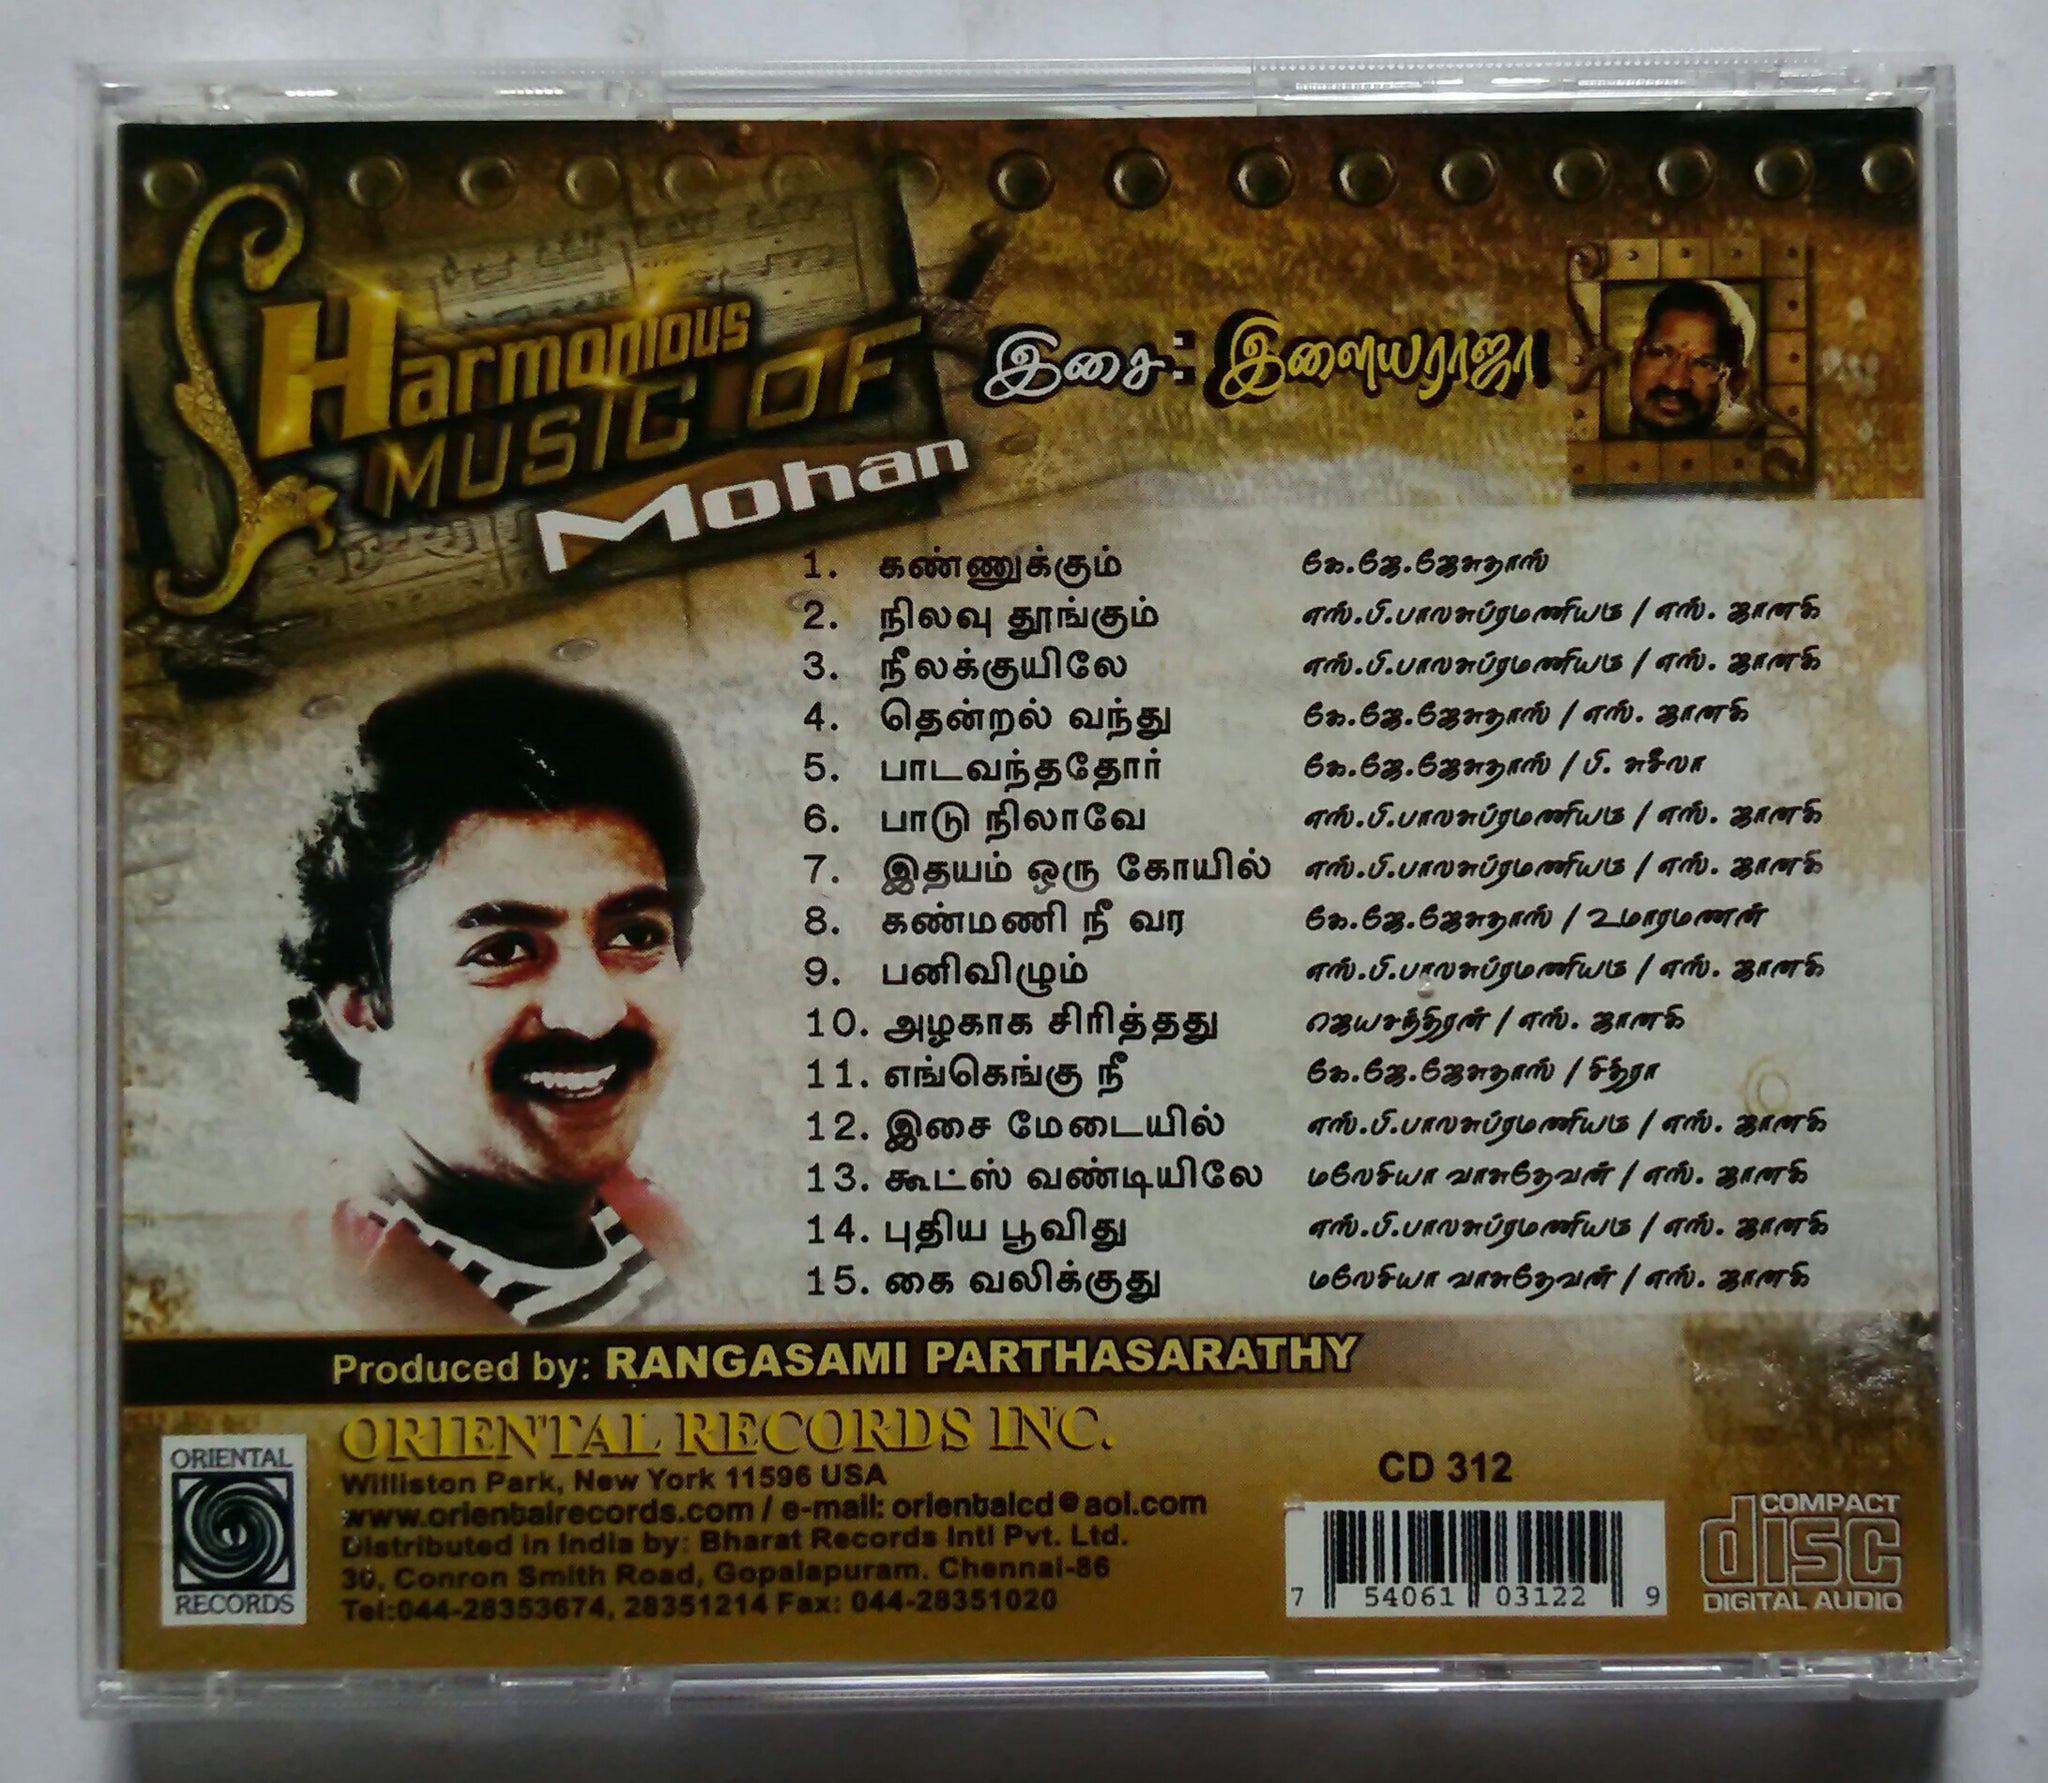 Harmonious
MUSIC OF
Mohan
இசை: இளையராஜா
1. கண்ணுக்கும் கே.ஜே.ஜேசுதாஸ்
2. நிலவு தூங்கும் எஸ்.பி.பாலசுப்ரமணியம் / எஸ். ஜானகி
3. நீலக்குயிலே எஸ்.பி.பாலசுப்ரமணியம் / எஸ். ஜானகி
4. தென்றல் வந்து கே.ஜே.ஜேசுதாஸ் / எஸ். ஜானகி
5. பாடவந்ததோர் கே.ஜே.ஜேசுதாஸ் / பி. சுசீலா
6. பாடு நிலாவே எஸ்.பி.பாலசுப்ரமணியம் / எஸ். ஜானகி
7. இதயம் ஒரு கோயில் எஸ்.பி.பாலசுப்ரமணியம் / எஸ். ஜானகி
8. கண்மணி நீ வர கே.ஜே.ஜேசுதாஸ் / உமாரமணன்
9. பனிவிழும் எஸ்.பி.பாலசுப்ரமணியம் / எஸ். ஜானகி
10. அழகாக சிரித்தது ஜெயசந்திரன் / எஸ். ஜானகி
11. எங்கெங்கு நீ கே.ஜே.ஜேசுதாஸ் / சித்ரா
12. இசை மேடையில் எஸ்.பி.பாலசுப்ரமணியம் / எஸ். ஜானகி
13. கூட்ஸ் வண்டியிலே மலேசியா வாசுதேவன் / எஸ். ஜானகி
14. புதிய பூவிது எஸ்.பி.பாலசுப்ரமணியம் / எஸ். ஜானகி
15. கை வலிக்குது மலேசியா வாசுதேவன் / எஸ். ஜானகி
Produced by: RANGASAMI PARTHASARATHY
ORIENTAL
RECORDS
ORIENTAL RECORDS INC.
Williston Park, New York 11596 USA
www.orientalrecords.com / e-mail: orientalcd@aol.com
Distributed in India by: Bharat Records Intl Pvt. Ltd.
30, Conron Smith Road, Gopalapuram. Chennai-86
Tel:044-28353674, 28351214 Fax: 044-28351020
CD 312
7 54061 03122 9
COMPACT
disc
DIGITAL AUDIO